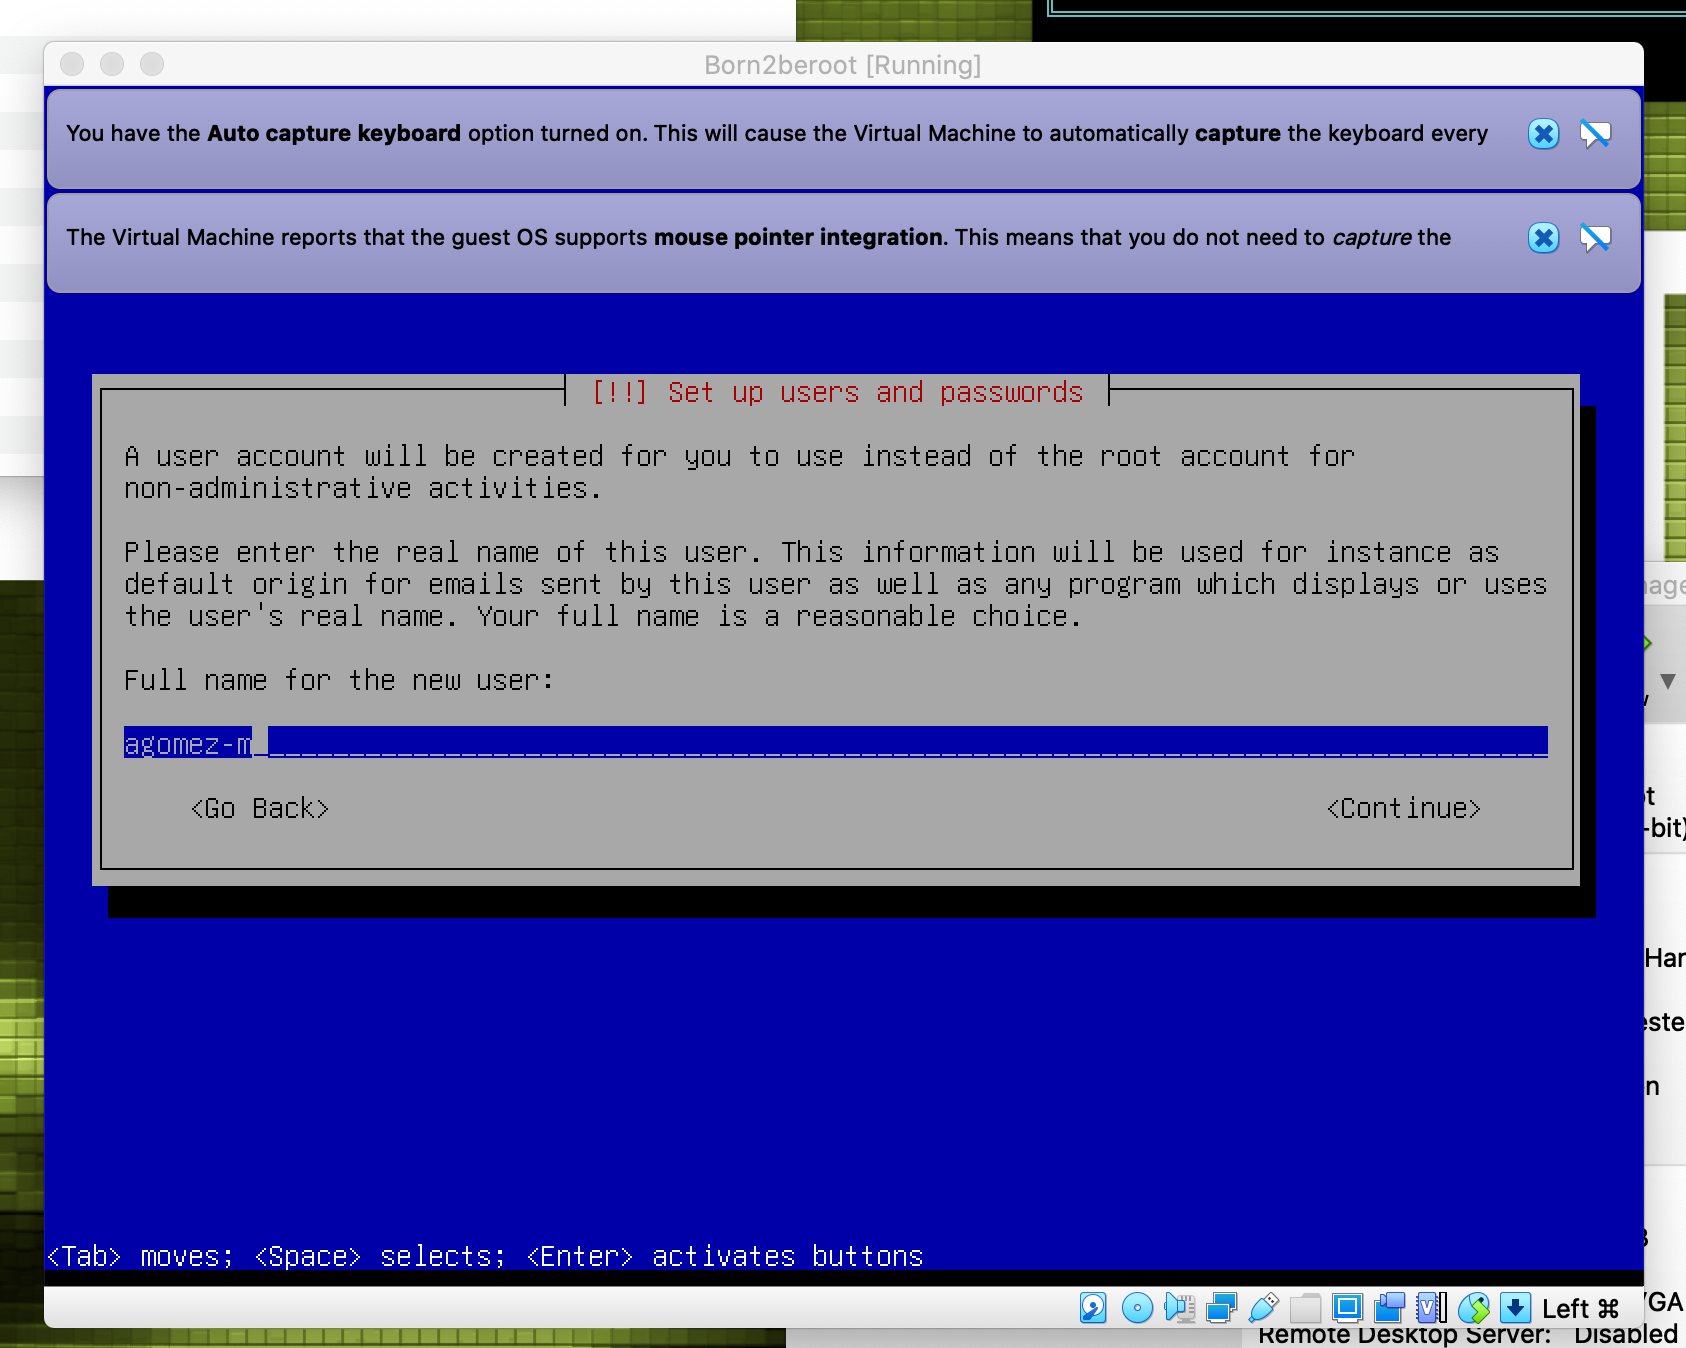 Born2beroot [Running]
You have the Auto capture keyboard option turned on. This will cause the Virtual Machine to automatically capture the keyboard every
The Virtual Machine reports that the guest OS supports mouse pointer integration. This means that you do not need to capture the
[!!] Set up users and passwords
A user account will be created for you to use instead of the root account for
non-administrative activities.
Please enter the real name of this user. This information will be used for instance as
default origin for emails sent by this user as well as any program which displays or uses
the user's real name. Your full name is a reasonable choice.
Full name for the new user:
agomez-m
<Go Back> <Continue>
<Tab> moves; <Space> selects; <Enter> activates buttons
Left ⌘
-bit)
Remote Desktop Server: Disabled